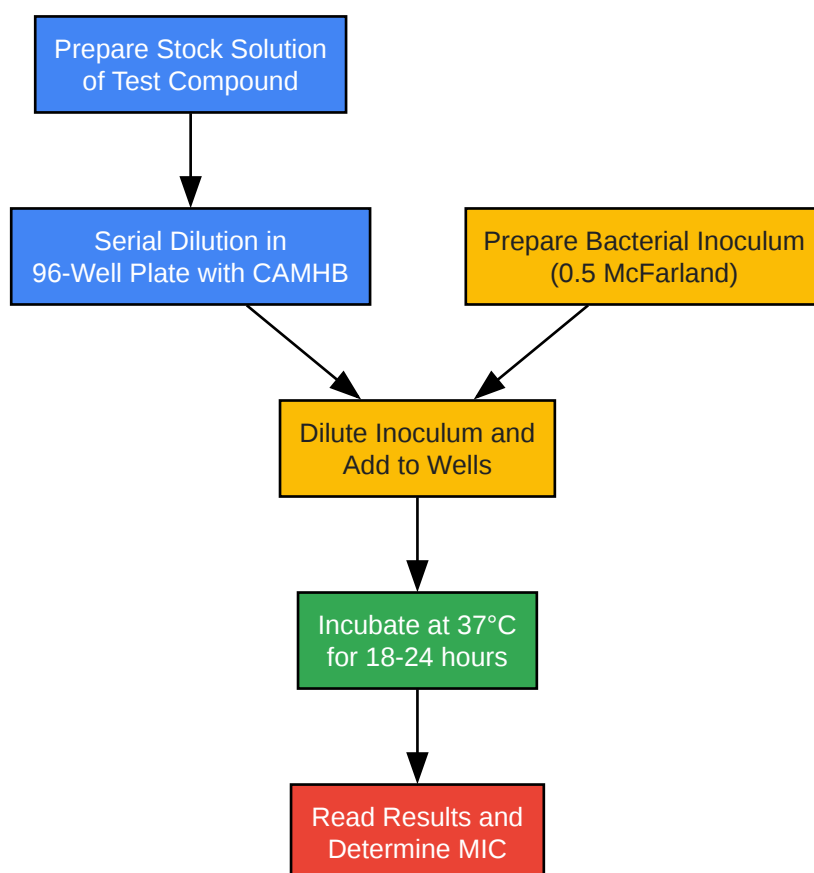 Prepare Stock Solution
of Test Compound
Serial Dilution in
96-Well Plate with CAMHB
Prepare Bacterial Inoculum
(0.5 McFarland)
Dilute Inoculum and
Add to Wells
Incubate at 37°C
for 18-24 hours
Read Results and
Determine MIC